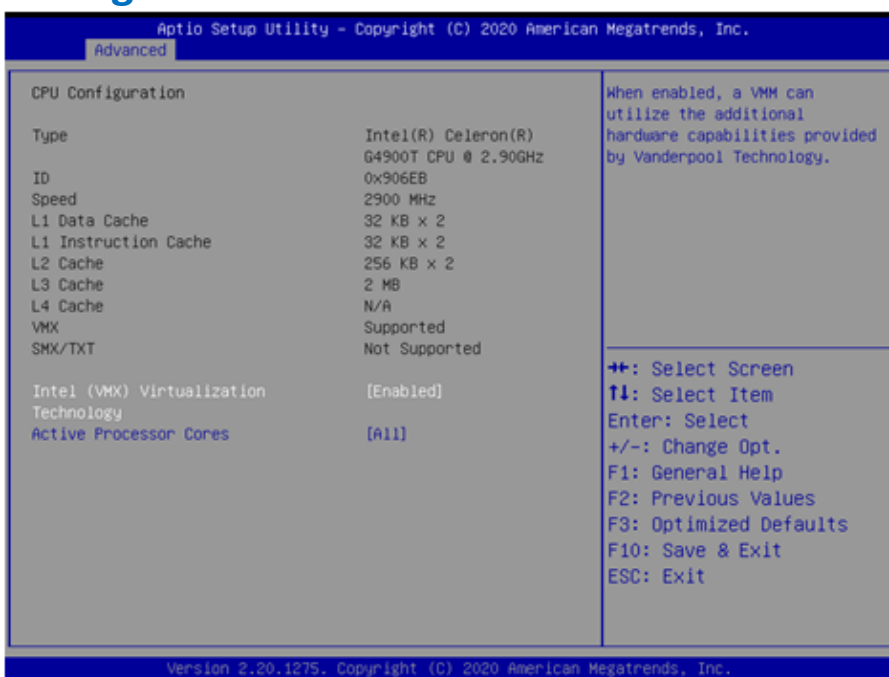 Aptio Setup Utility – Copyright (C) 2020 American Megatrends, Inc.
Advanced
CPU Configuration
Type Intel(R) Celeron(R)
G4900T CPU @ 2.90GHz
ID 0x906EB
Speed 2900 MHz
L1 Data Cache 32 KB x 2
L1 Instruction Cache 32 KB x 2
L2 Cache 256 KB x 2
L3 Cache 2 MB
L4 Cache N/A
VMX Supported
SMX/TXT Not Supported
Intel (VMX) Virtualization [Enabled]
Technology
Active Processor Cores [All]
When enabled, a VMM can
utilize the additional
hardware capabilities provided
by Vanderpool Technology.
→←: Select Screen
↑↓: Select Item
Enter: Select
+/-: Change Opt.
F1: General Help
F2: Previous Values
F3: Optimized Defaults
F10: Save & Exit
ESC: Exit
Version 2.20.1275. Copyright (C) 2020 American Megatrends, Inc.